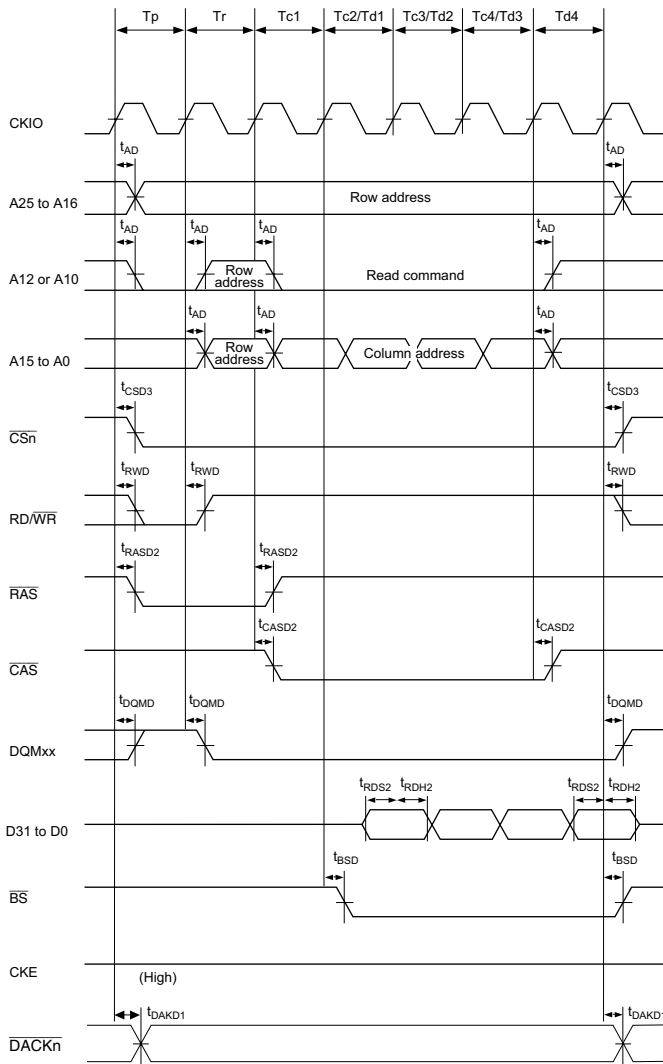 Tp Tr Tc1 Tc2/Td1 Tc3/Td2 Tc4/Td3 Td4
CKIO
tAD tAD
A25 to A16 Row address
tAD tAD tAD tAD
A12 or A10 Row address Read command
tAD tAD tAD
A15 to A0 Row address Column address
tCSD3 tCSD3
CSn
tRWD tRWD tRWD
RD/WR
tRASD2 tRASD2
RAS
tCASD2 tCASD2
CAS
tDQMD tDQMD tDQMD
DQMxx
tRDS2 tRDH2 tRDS2 tRDH2
D31 to D0
tBSD tBSD
BS
CKE
(High)
tDAKD1 tDAKD1
DACKn